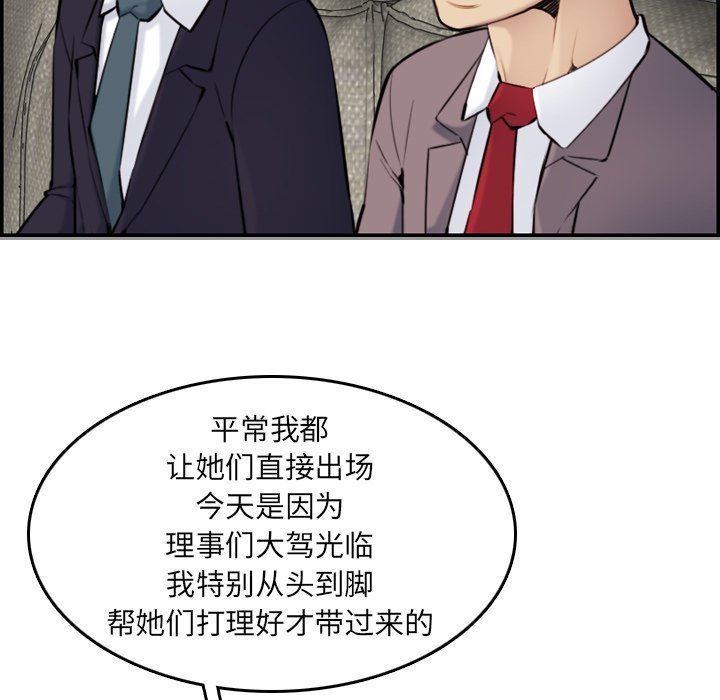 平常我都
让她们直接出场
今天是因为
理事们大驾光临
我特别从头到脚
帮她们打理好才带过来的